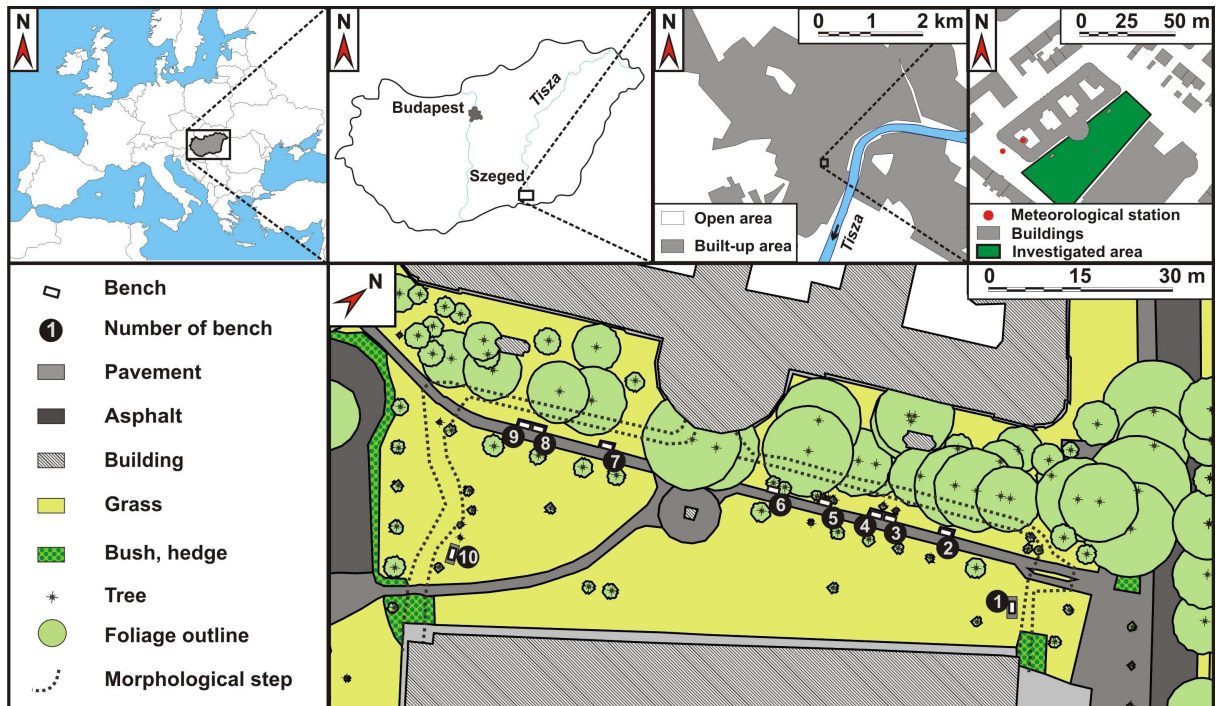 N
N
Budapest
Tisza
Szeged
N
0 1 2 km
Open area
Built-up area
Tisza
N
0 25 50 m
Meteorological station
Buildings
Investigated area
Bench
1 Number of bench
Pavement
Asphalt
Building
Grass
Bush, hedge
Tree
Foliage outline
Morphological step
N
0 15 30 m
9
8
7
6
5
4
3
2
10
1